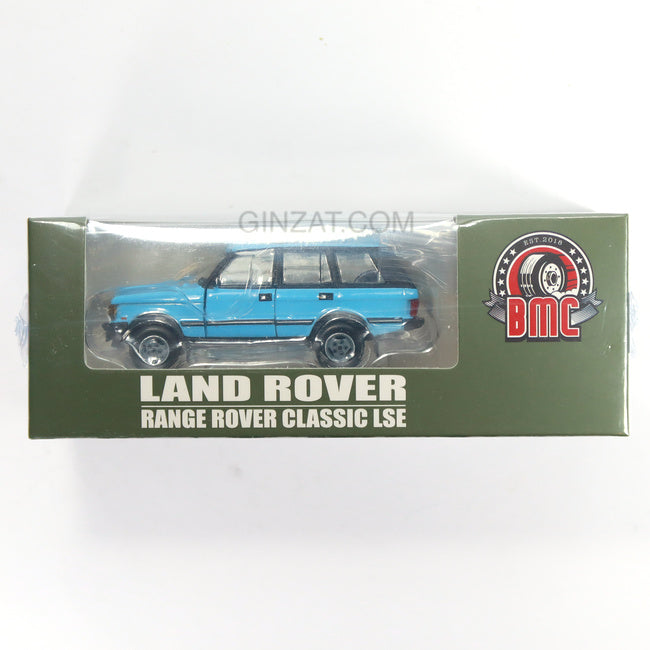 GINZAT.COM
EST.2018
BMC
LAND ROVER
RANGE ROVER CLASSIC LSE